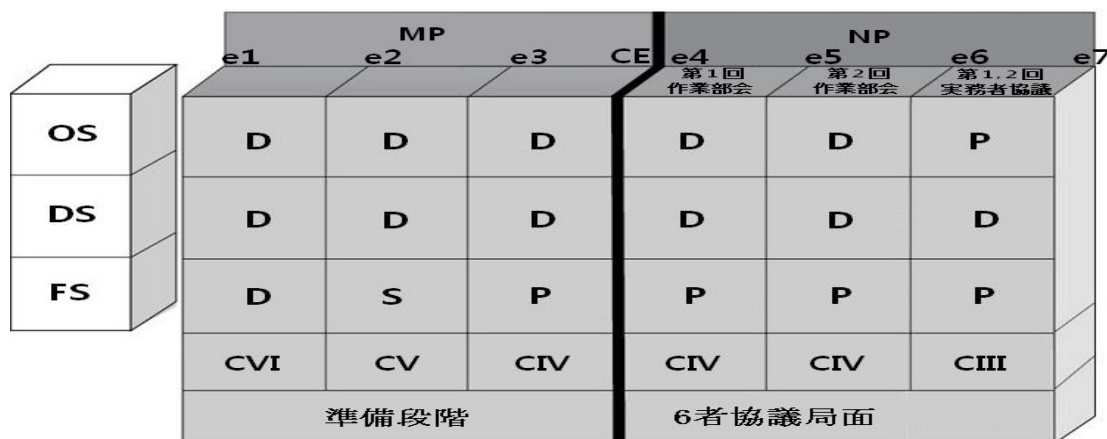 MP NP
e1 e2 e3 CE e4 e5 e6 e7
第1回 第2回 第1,2回
作業部会 作業部会 実務者協議
OS D D D D D P
DS D D D D D D
FS D S P P P P
CVI CV CIV CIV CIV CIII
準備段階 6者協議局面